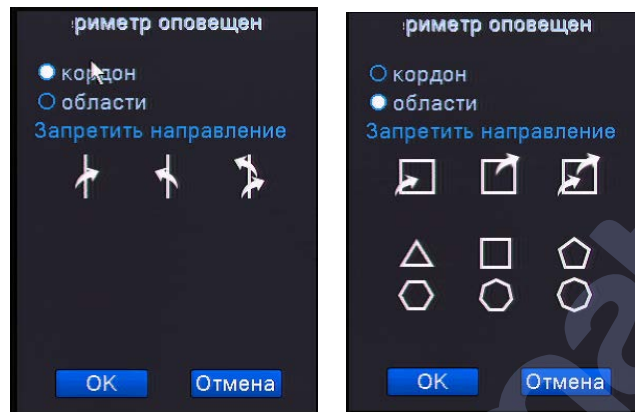 риметр оповещен
кордон
области
Запретить направление
OK Отмена
риметр оповещен
кордон
области
Запретить направление
OK Отмена